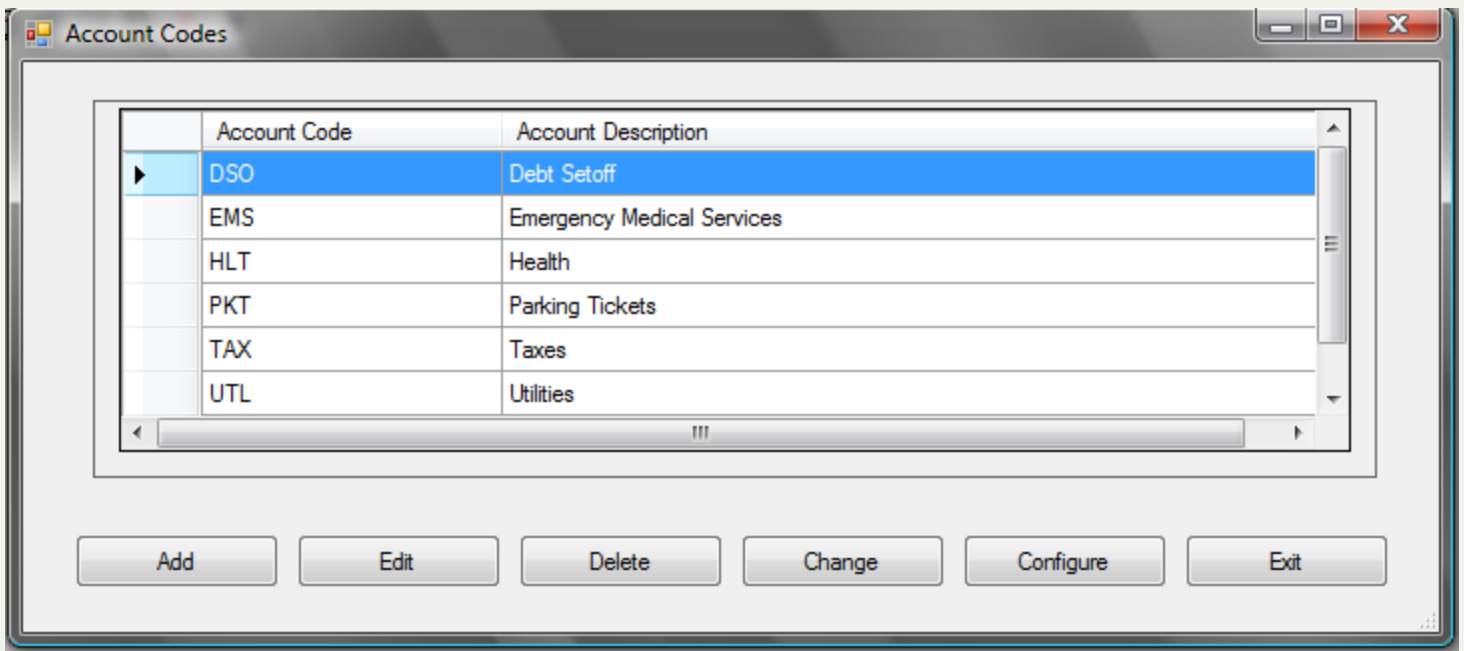 Account Codes
Account Code Account Description
DSO Debt Setoff
EMS Emergency Medical Services
HLT Health
PKT Parking Tickets
TAX Taxes
UTL Utilities
Add Edit Delete Change Configure Exit